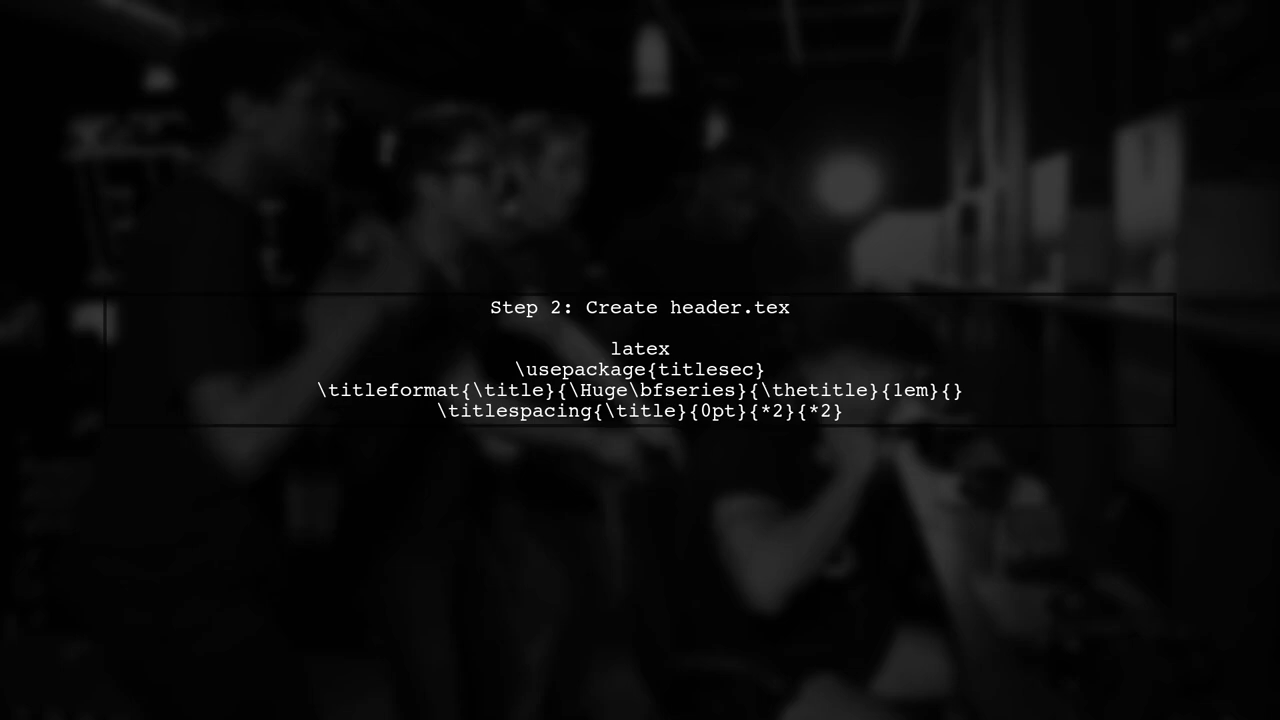 Step 2: Create header.tex
latex
\usepackage{titlesec}
\titleformat{\title}{\Huge\bfseries}{\thetitle}{1em}{}
\titlespacing{\title}{0pt}{*2}{*2}